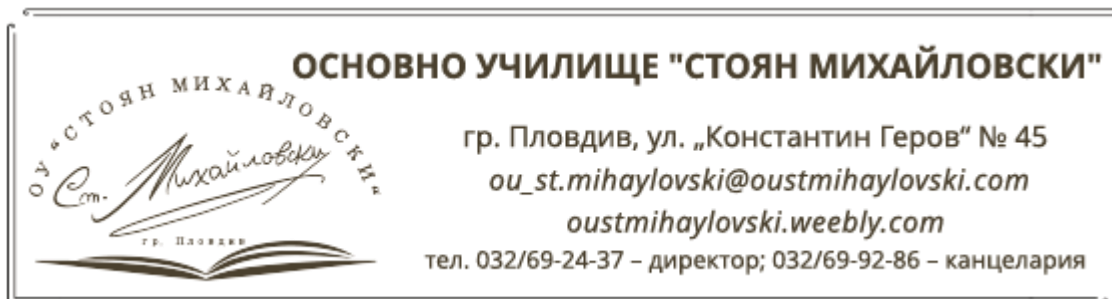 ОСНОВНО УЧИЛИЩЕ "СТОЯН МИХАЙЛОВСКИ"
гр. Пловдив, ул. „Константин Геров“ № 45
ou_st.mihaylovski@oustmihaylovski.com
oustmihaylovski.weebly.com
тел. 032/69-24-37 – директор; 032/69-92-86 – канцелария
ОУ "СТОЯН МИХАЙЛОВСКИ"
Ст. Михайловски
гр. Пловдив